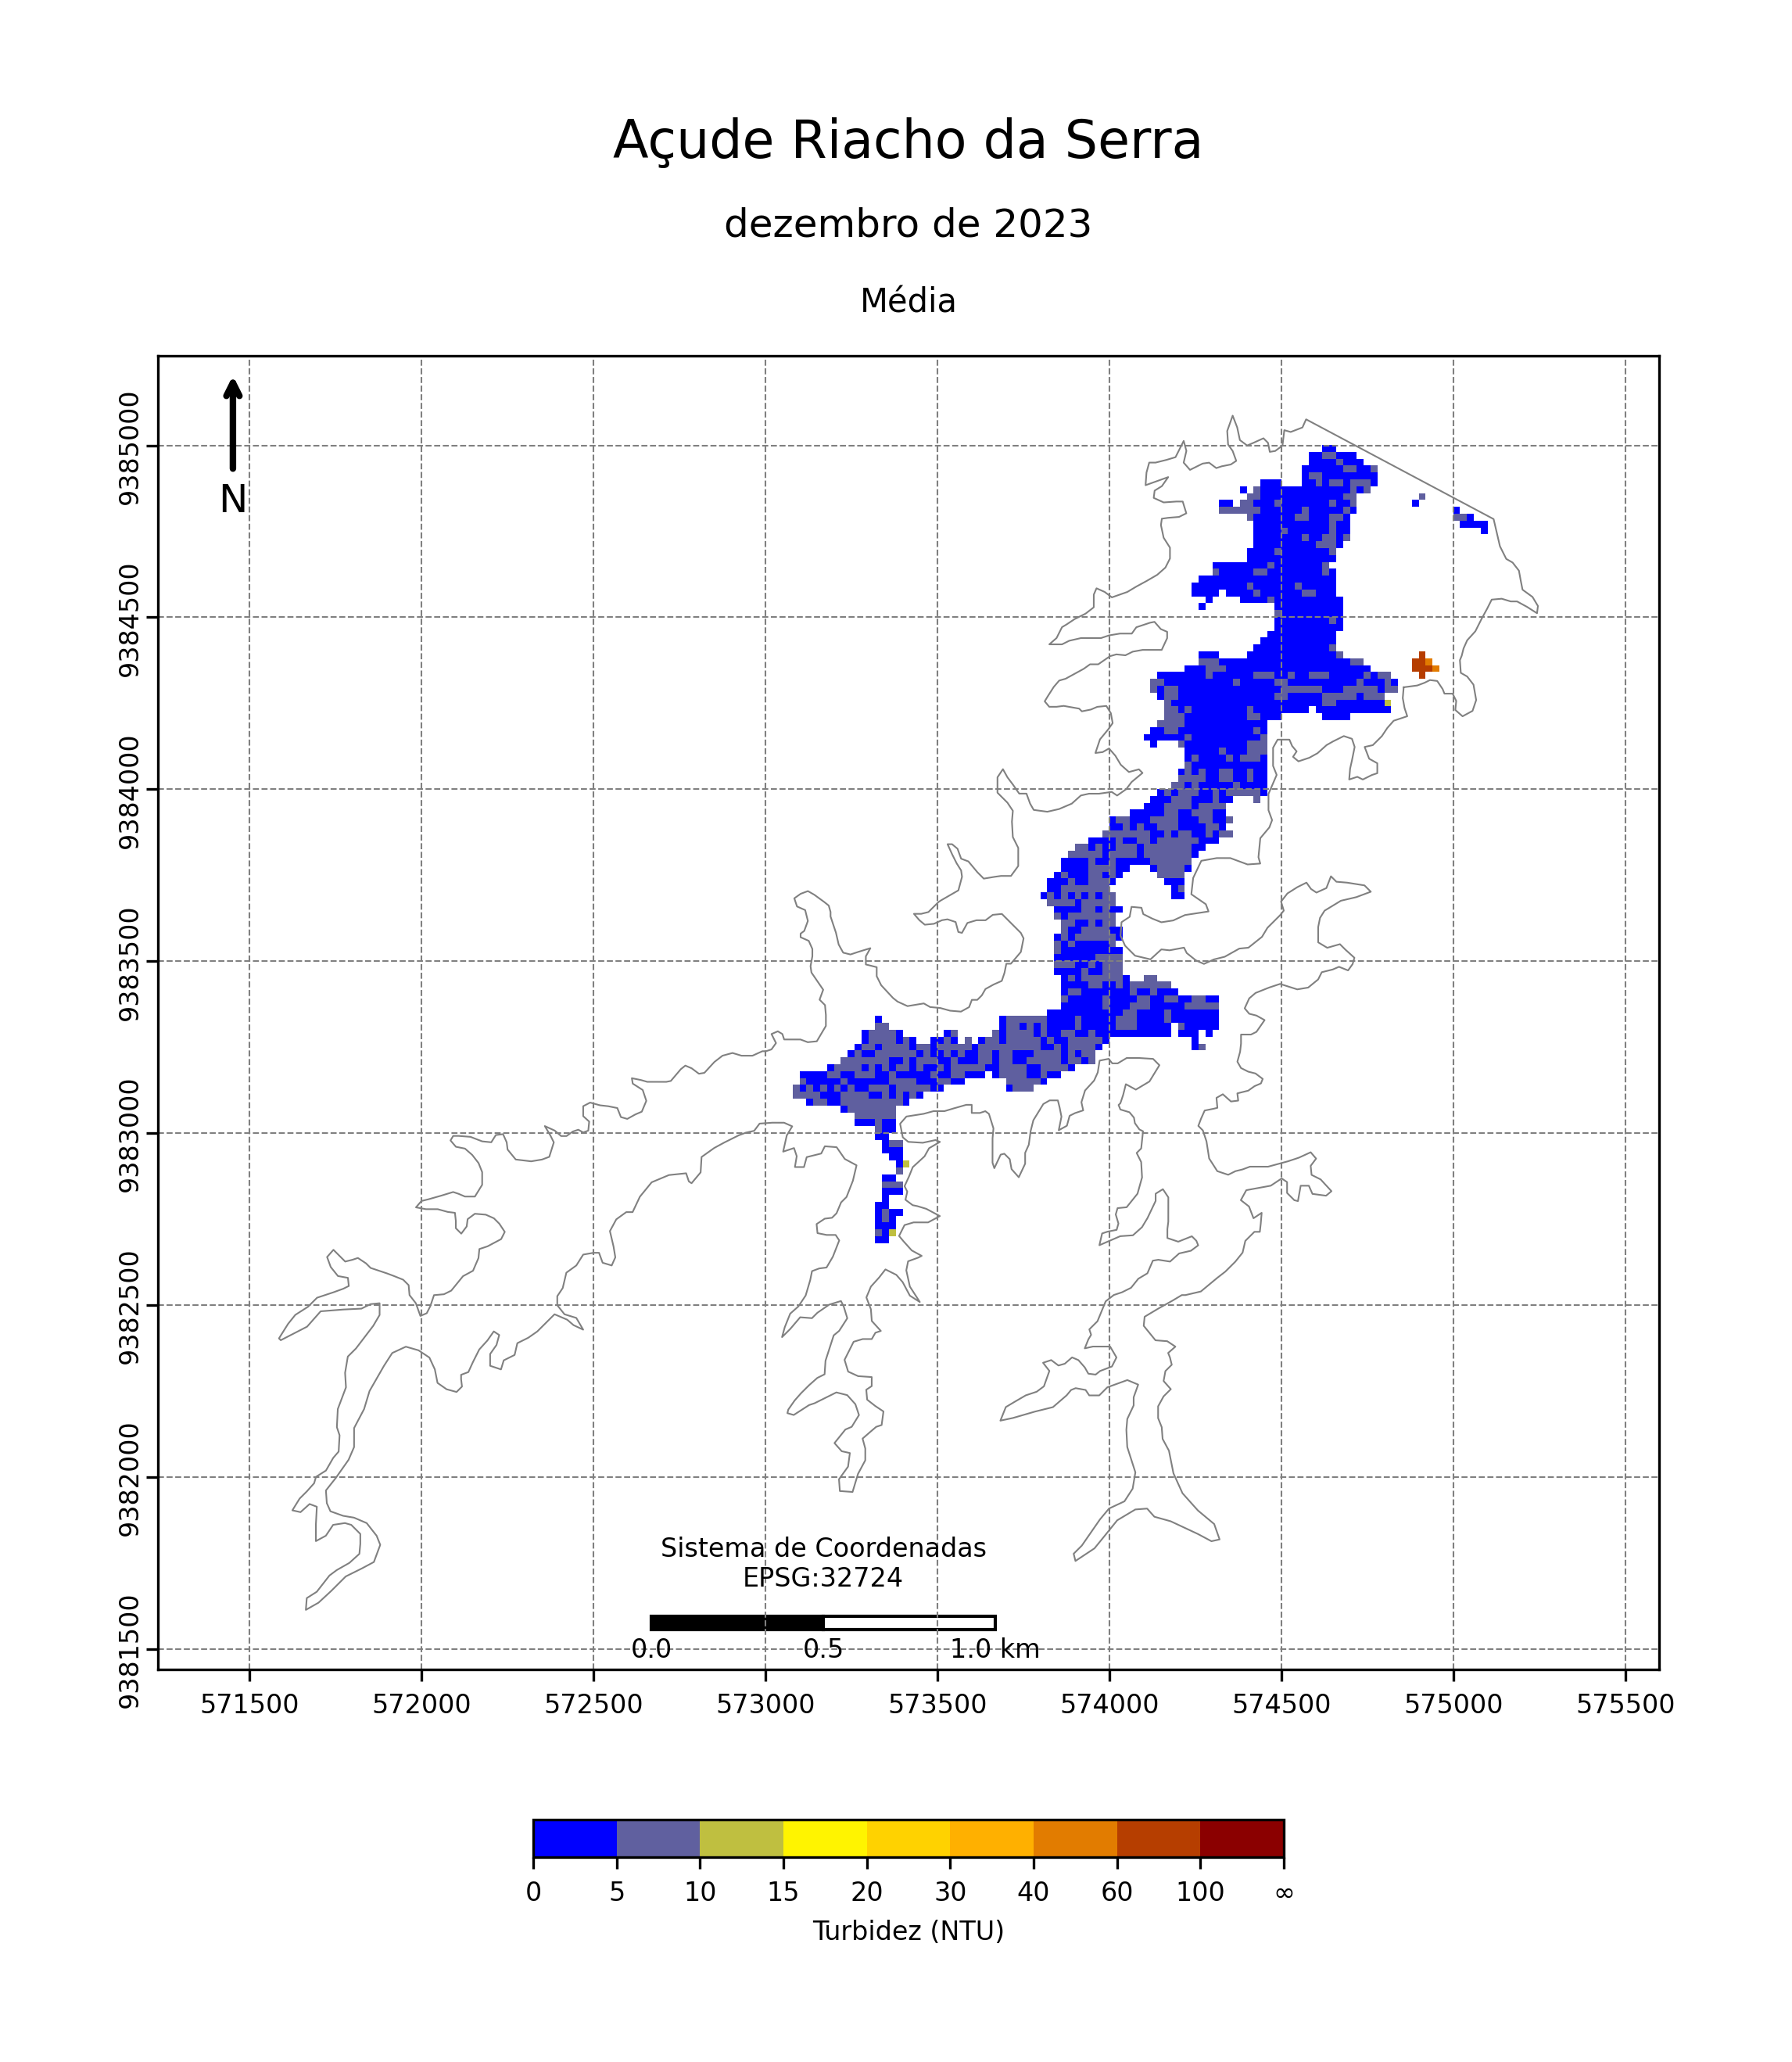 Açude Riacho da Serra
dezembro de 2023
Média
N
9385000
9384500
9384000
9383500
9383000
9382500
9382000
9381500
Sistema de Coordenadas
EPSG:32724
0.0 0.5 1.0 km
571500 572000 572500 573000 573500 574000 574500 575000 575500
0 5 10 15 20 30 40 60 100 ∞
Turbidez (NTU)